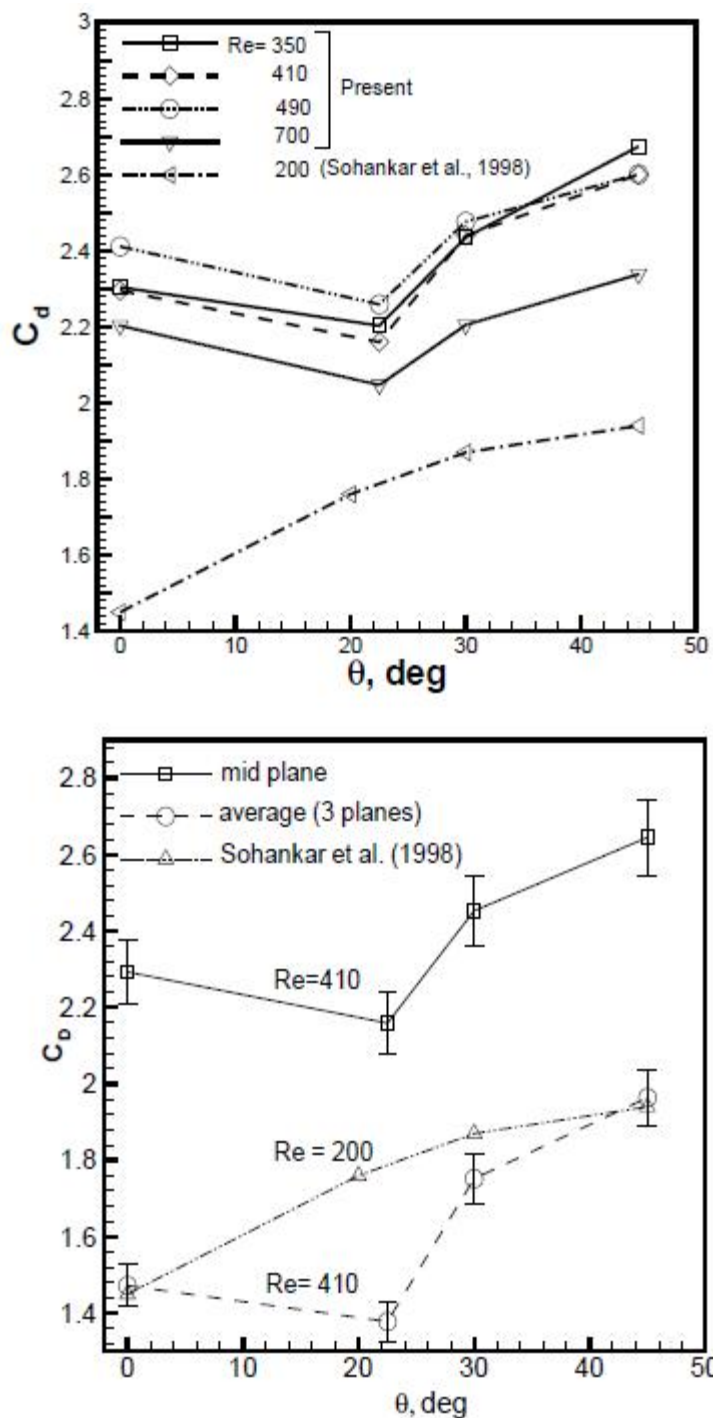 3
2.8
2.6
2.4
2.2
2
1.8
1.6
1.4
C_d
Re= 350
410
490
700
Present
200 (Sohankar et al., 1998)
0 10 20 30 40 50
θ, deg
2.8
2.6
2.4
2.2
2
1.8
1.6
1.4
C_D
mid plane
average (3 planes)
Sohankar et al. (1998)
Re=410
Re = 200
Re= 410
0 10 20 30 40 50
θ, deg